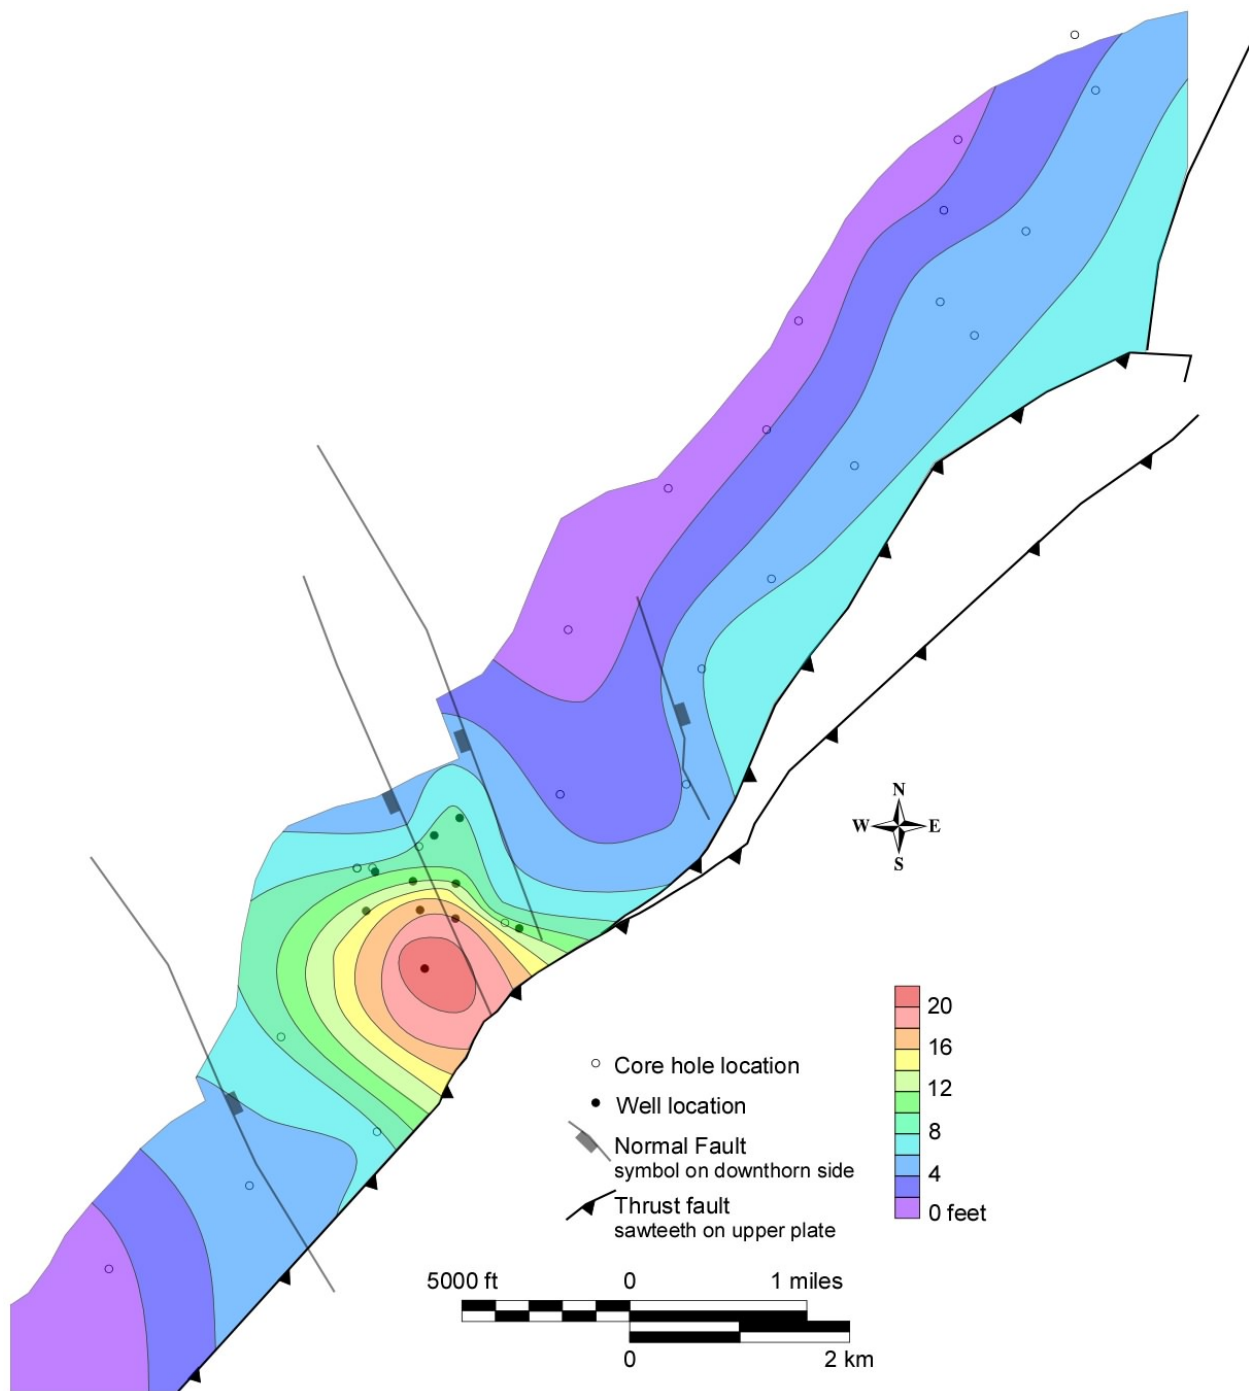 N
W E
S
20
16
12
8
4
0 feet
Core hole location
Well location
Normal Fault
symbol on downthorn side
Thrust fault
sawteeth on upper plate
5000 ft 0 1 miles
0 2 km